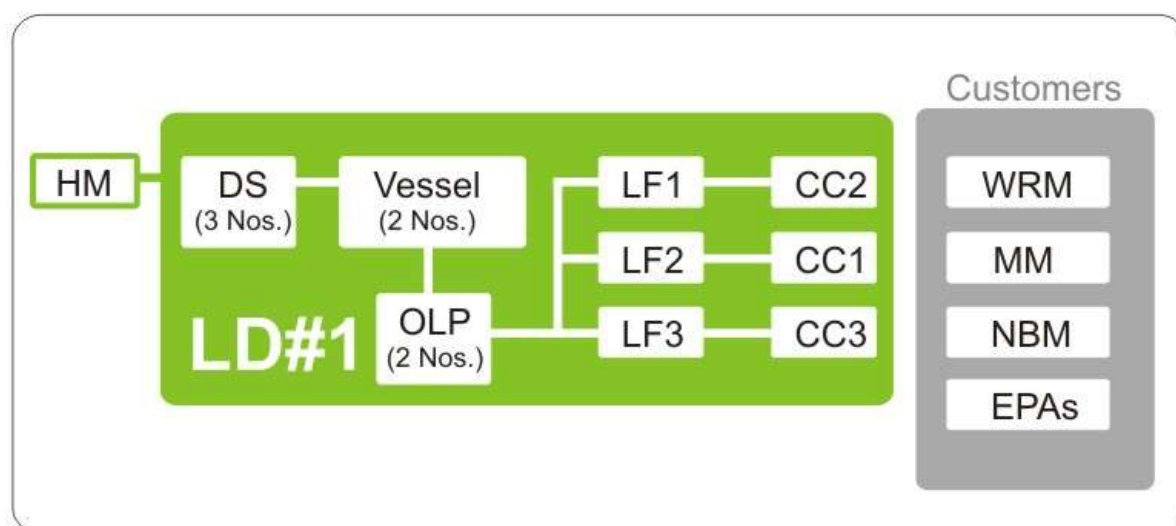 Customers
HM
DS
(3 Nos.)
Vessel
(2 Nos.)
LF1
CC2
WRM
LF2
CC1
MM
OLP
(2 Nos.)
LD#1
LF3
CC3
NBM
EPAs